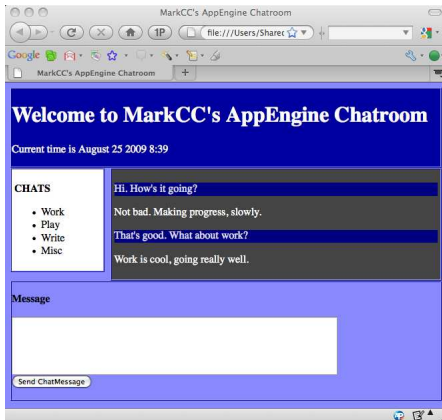 MarkCC's AppEngine Chatroom
1P
file:///Users/Sharec
Google
MarkCC's AppEngine Chatroom
Welcome to MarkCC's AppEngine Chatroom
Current time is August 25 2009 8:39
CHATS
• Work
• Play
• Write
• Misc
Hi. How's it going?
Not bad. Making progress, slowly.
That's good. What about work?
Work is cool, going really well.
Message
Send ChatMessage